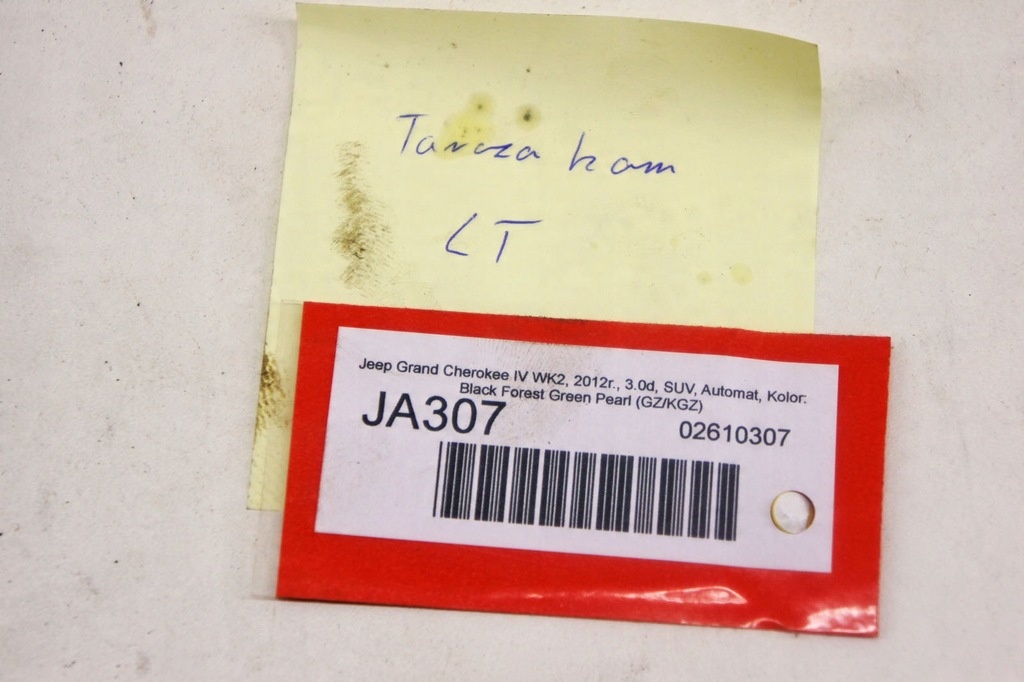 Tarcza ham
LT
Jeep Grand Cherokee IV WK2, 2012r., 3.0d, SUV, Automat, Kolor:
Black Forest Green Pearl (GZ/KGZ)
JA307
02610307